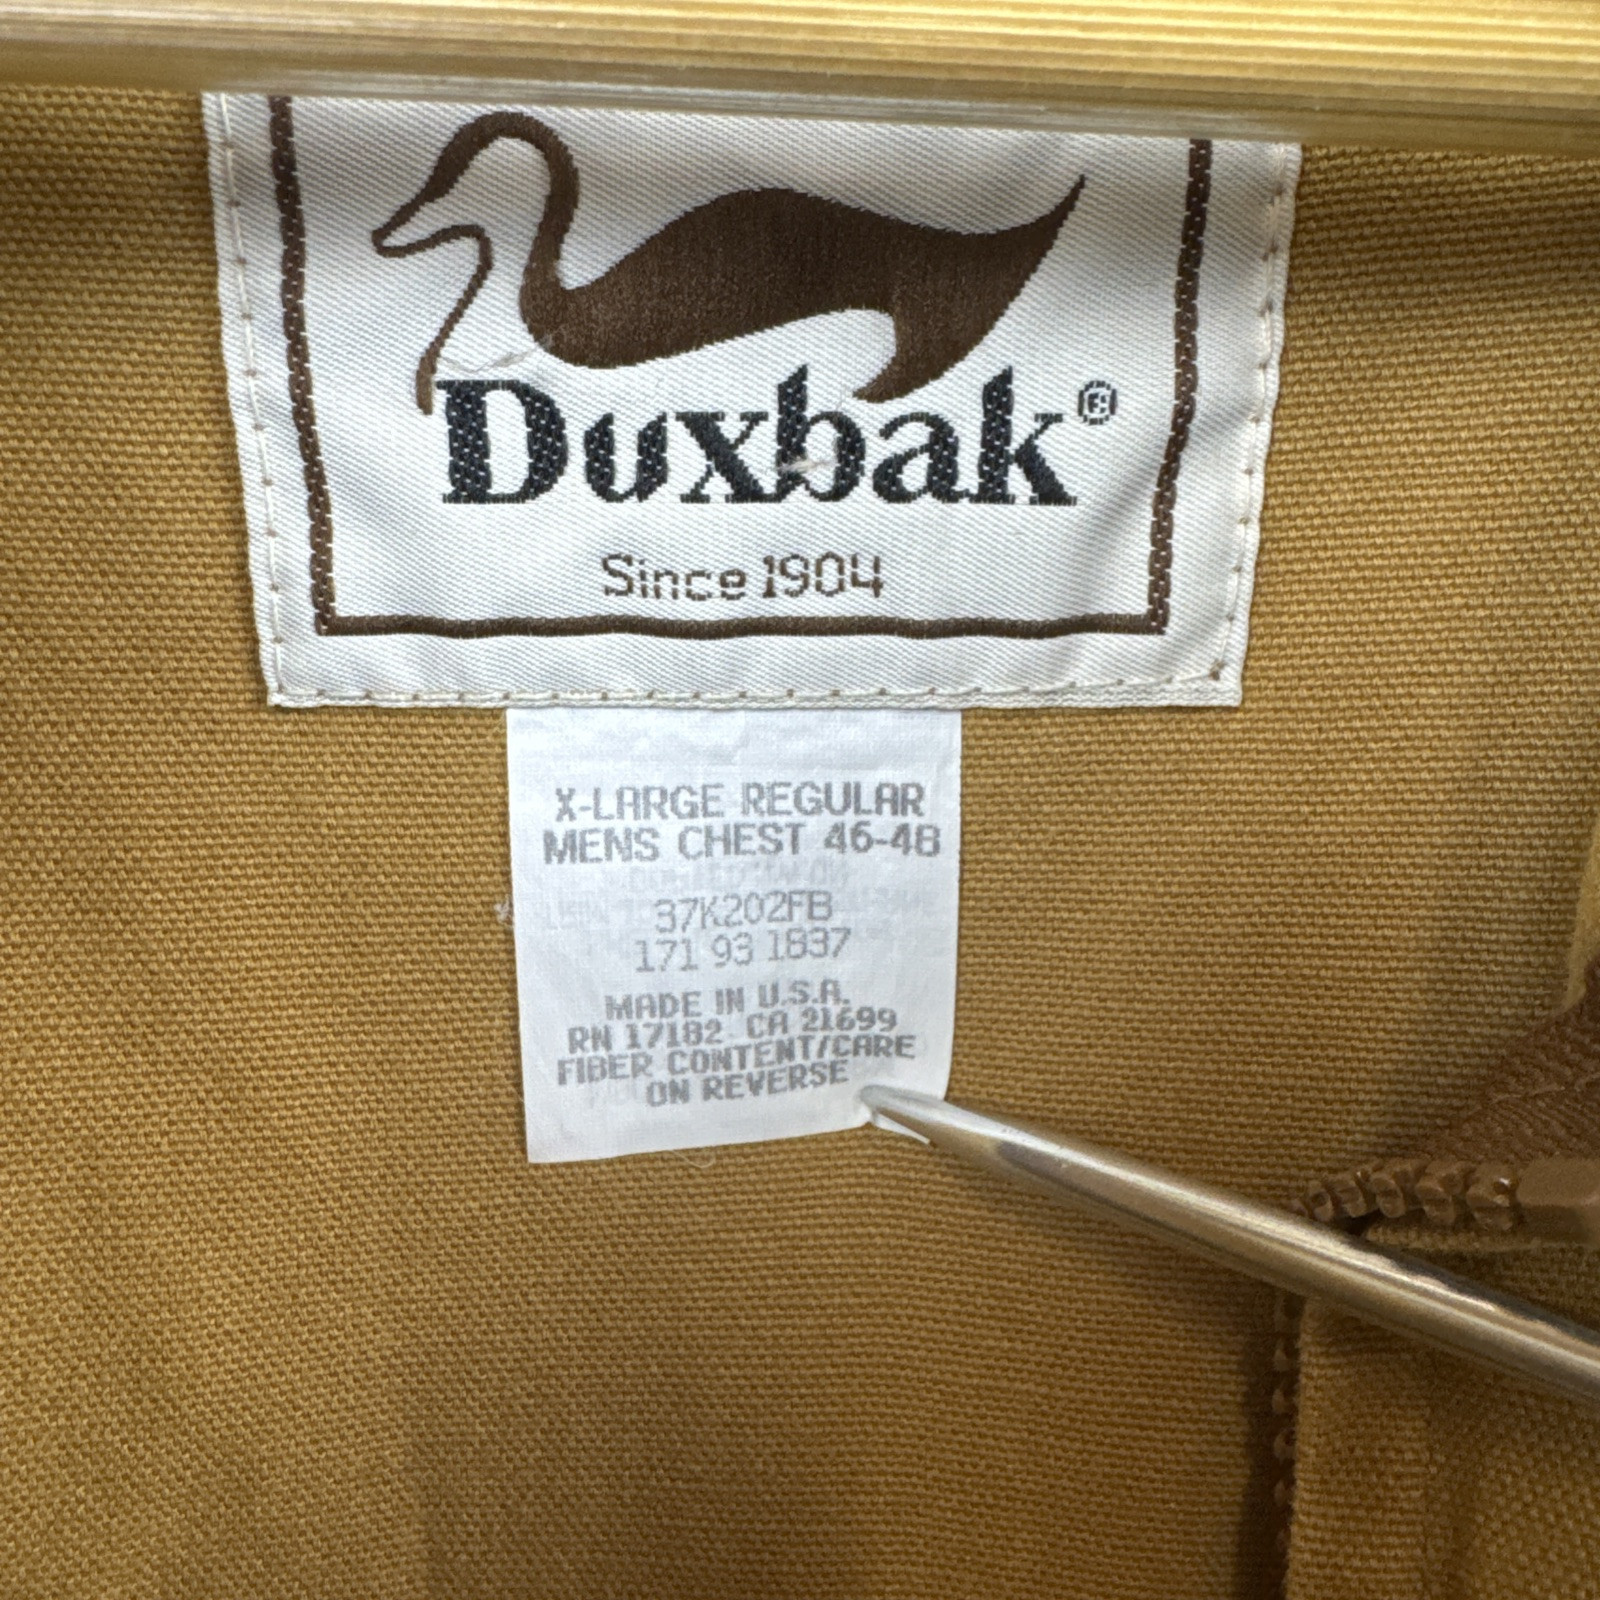 Duxbak®
Since 1904
X-LARGE REGULAR
MENS CHEST 46-48
37K202FB
171 93 1837
MADE IN U.S.A.
RN 17182 CA 21699
FIBER CONTENT/CARE
ON REVERSE